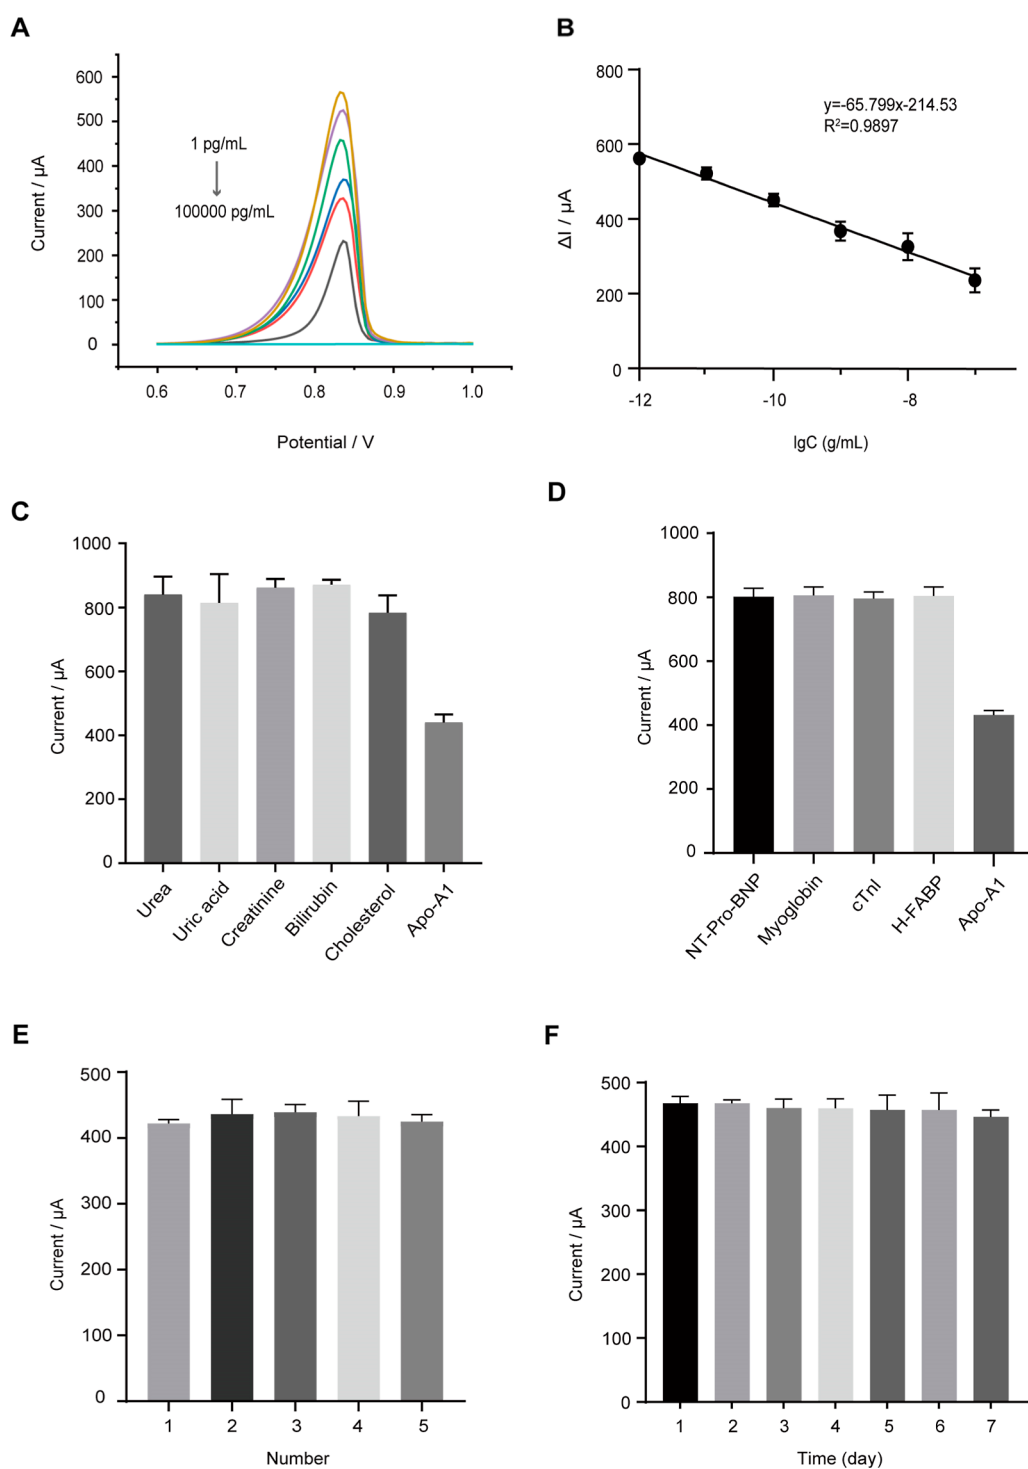 A
600
500
400
300
200
100
0
Current / µA
1 pg/mL
100000 pg/mL
0.6 0.7 0.8 0.9 1.0
Potential / V
B
800
600
400
200
0
ΔI / µA
y=-65.799x-214.53
R²=0.9897
-12 -10 -8
lgC (g/mL)
C
1000
800
600
400
200
0
Current / µA
Urea
Uric acid
Creatinine
Bilirubin
Cholesterol
Apo-A1
D
1000
800
600
400
200
0
Current / µA
NT-Pro-BNP
Myoglobin
cTnI
H-FABP
Apo-A1
E
500
400
300
200
100
0
Current / µA
1 2 3 4 5
Number
F
500
400
300
200
100
0
Current / µA
1 2 3 4 5 6 7
Time (day)